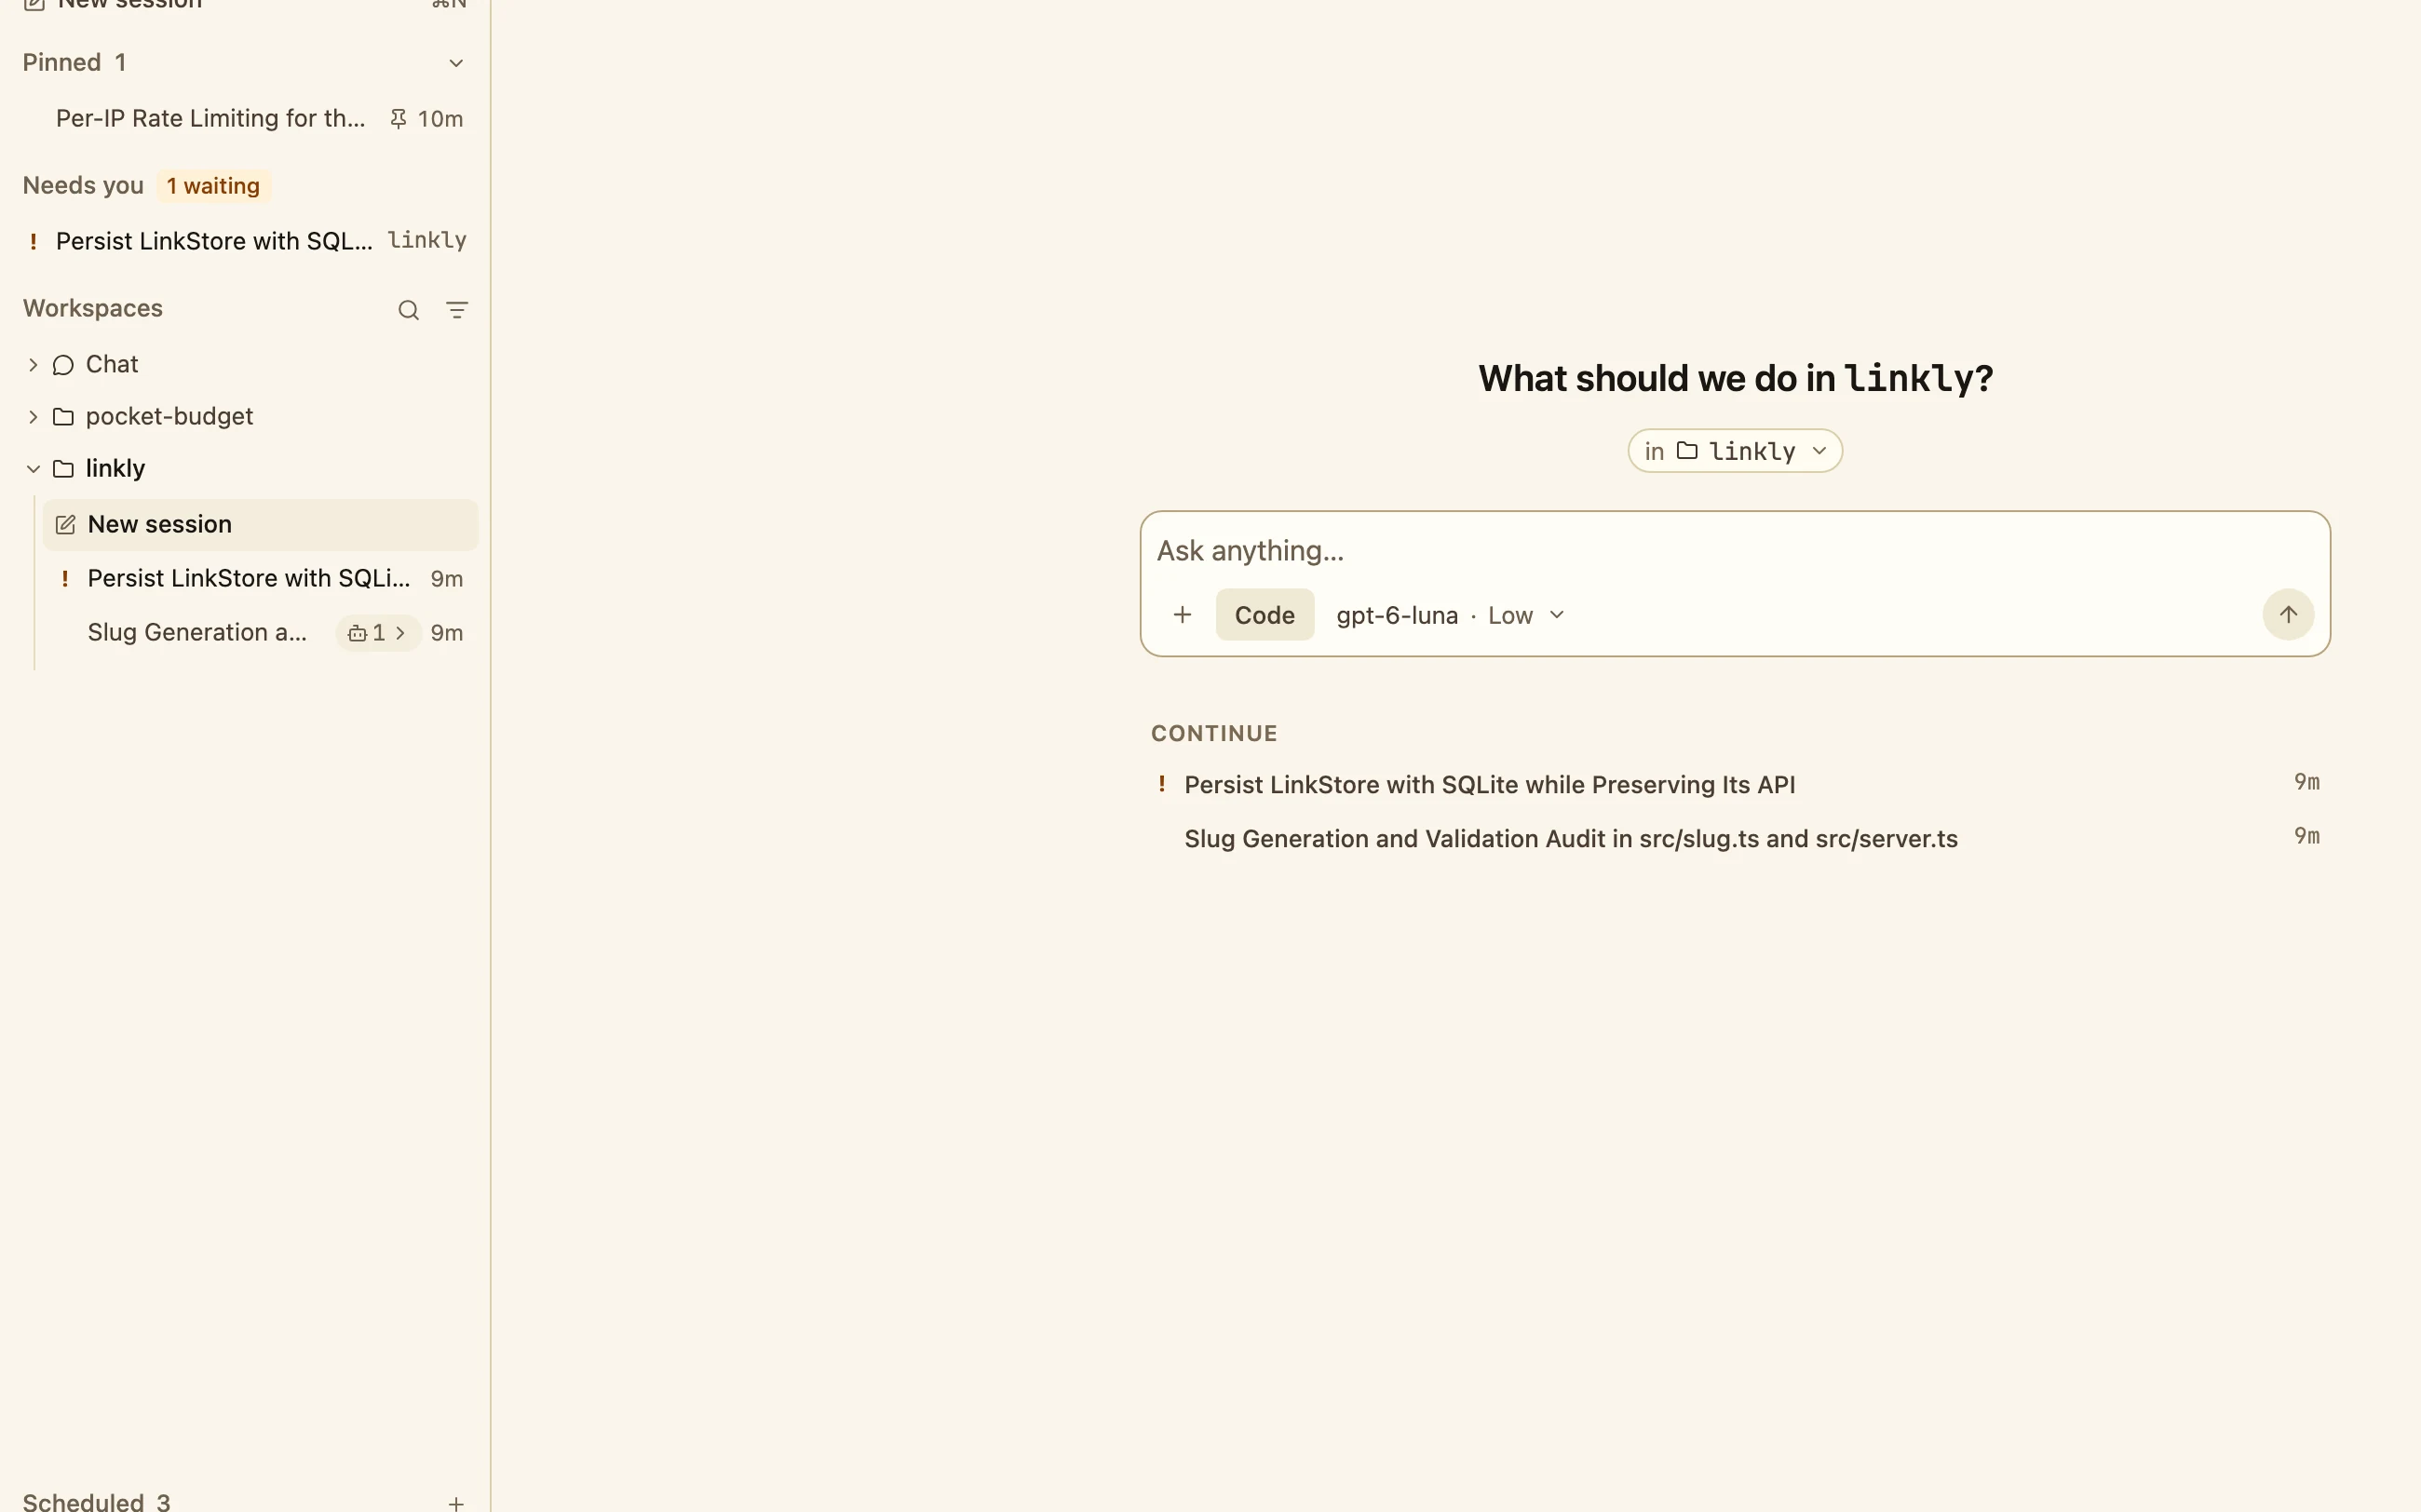 New session ⌘N
Pinned 1
Per-IP Rate Limiting for th... 10m
Needs you 1 waiting
! Persist LinkStore with SQL... linkly
Workspaces
Chat
pocket-budget
linkly
New session
! Persist LinkStore with SQLi... 9m
Slug Generation a... 1 9m
Scheduled 3
What should we do in linkly?
in linkly
Ask anything...
Code gpt-6-luna · Low
CONTINUE
! Persist LinkStore with SQLite while Preserving Its API 9m
Slug Generation and Validation Audit in src/slug.ts and src/server.ts 9m